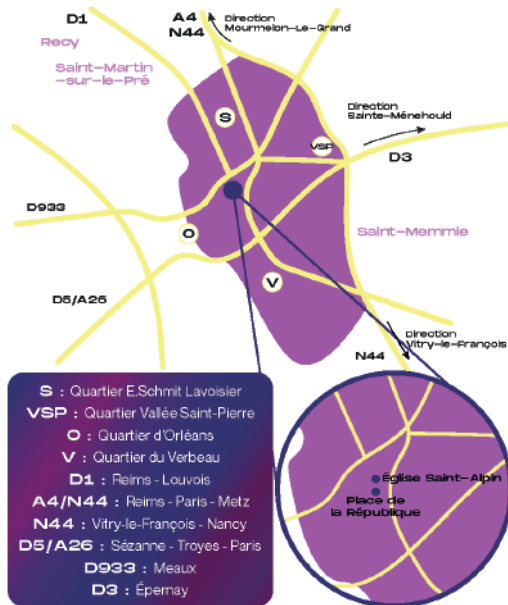 D1
A4
N44
Direction
Mourmelon-Le-Grand
Recy
Saint-Martin
-sur-le-Pré
S
VSP
Direction
Sainte-Ménehould
D3
D933
O
Saint-Memmie
V
D5/A26
Direction
Vitry-le-François
N44
S : Quartier E.Schmit Lavoisier
VSP : Quartier Vallée Saint-Pierre
O : Quartier d'Orléans
V : Quartier du Verbeau
D1 : Reims - Louvois
A4/N44 : Reims - Paris - Metz
N44 : Vitry-le-François - Nancy
D5/A26 : Sézanne - Troyes - Paris
D933 : Meaux
D3 : Épernay
Église Saint-Alpin
Place de
la République